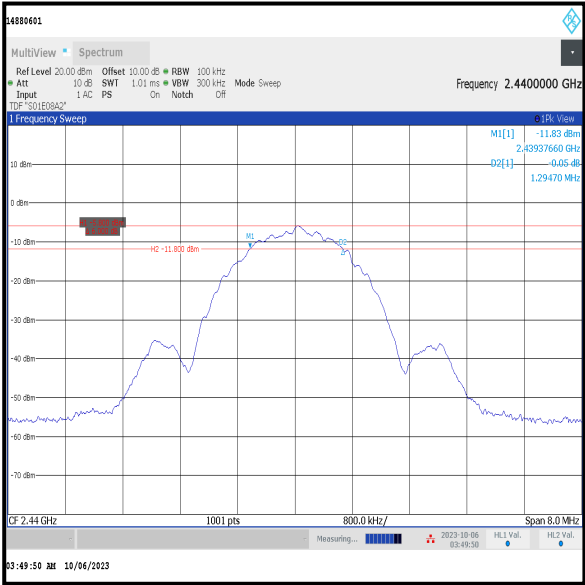 14880601
MultiView Spectrum
Ref Level 20.00 dBm Offset 10.00 dB RBW 100 kHz
Att 10 dB SWT 1.01 ms VBW 300 kHz Mode Sweep Frequency 2.4400000 GHz
Input 1 AC PS On Notch Off
TDF "S01E08A2"
1 Frequency Sweep 1Pk View
M1[1] -11.83 dBm
2.43937660 GHz
D2[1] -0.05 dB
1.29470 MHz
10 dBm
0 dBm
M1
-10 dBm
D2
H2 -11.800 dBm
-20 dBm
-30 dBm
-40 dBm
-50 dBm
-60 dBm
-70 dBm
CF 2.44 GHz 1001 pts 800.0 kHz/ Span 8.0 MHz
Measuring... 2023-10-06 HL1 Val. HL2 Val.
03:49:50
03:49:50 AM 10/06/2023